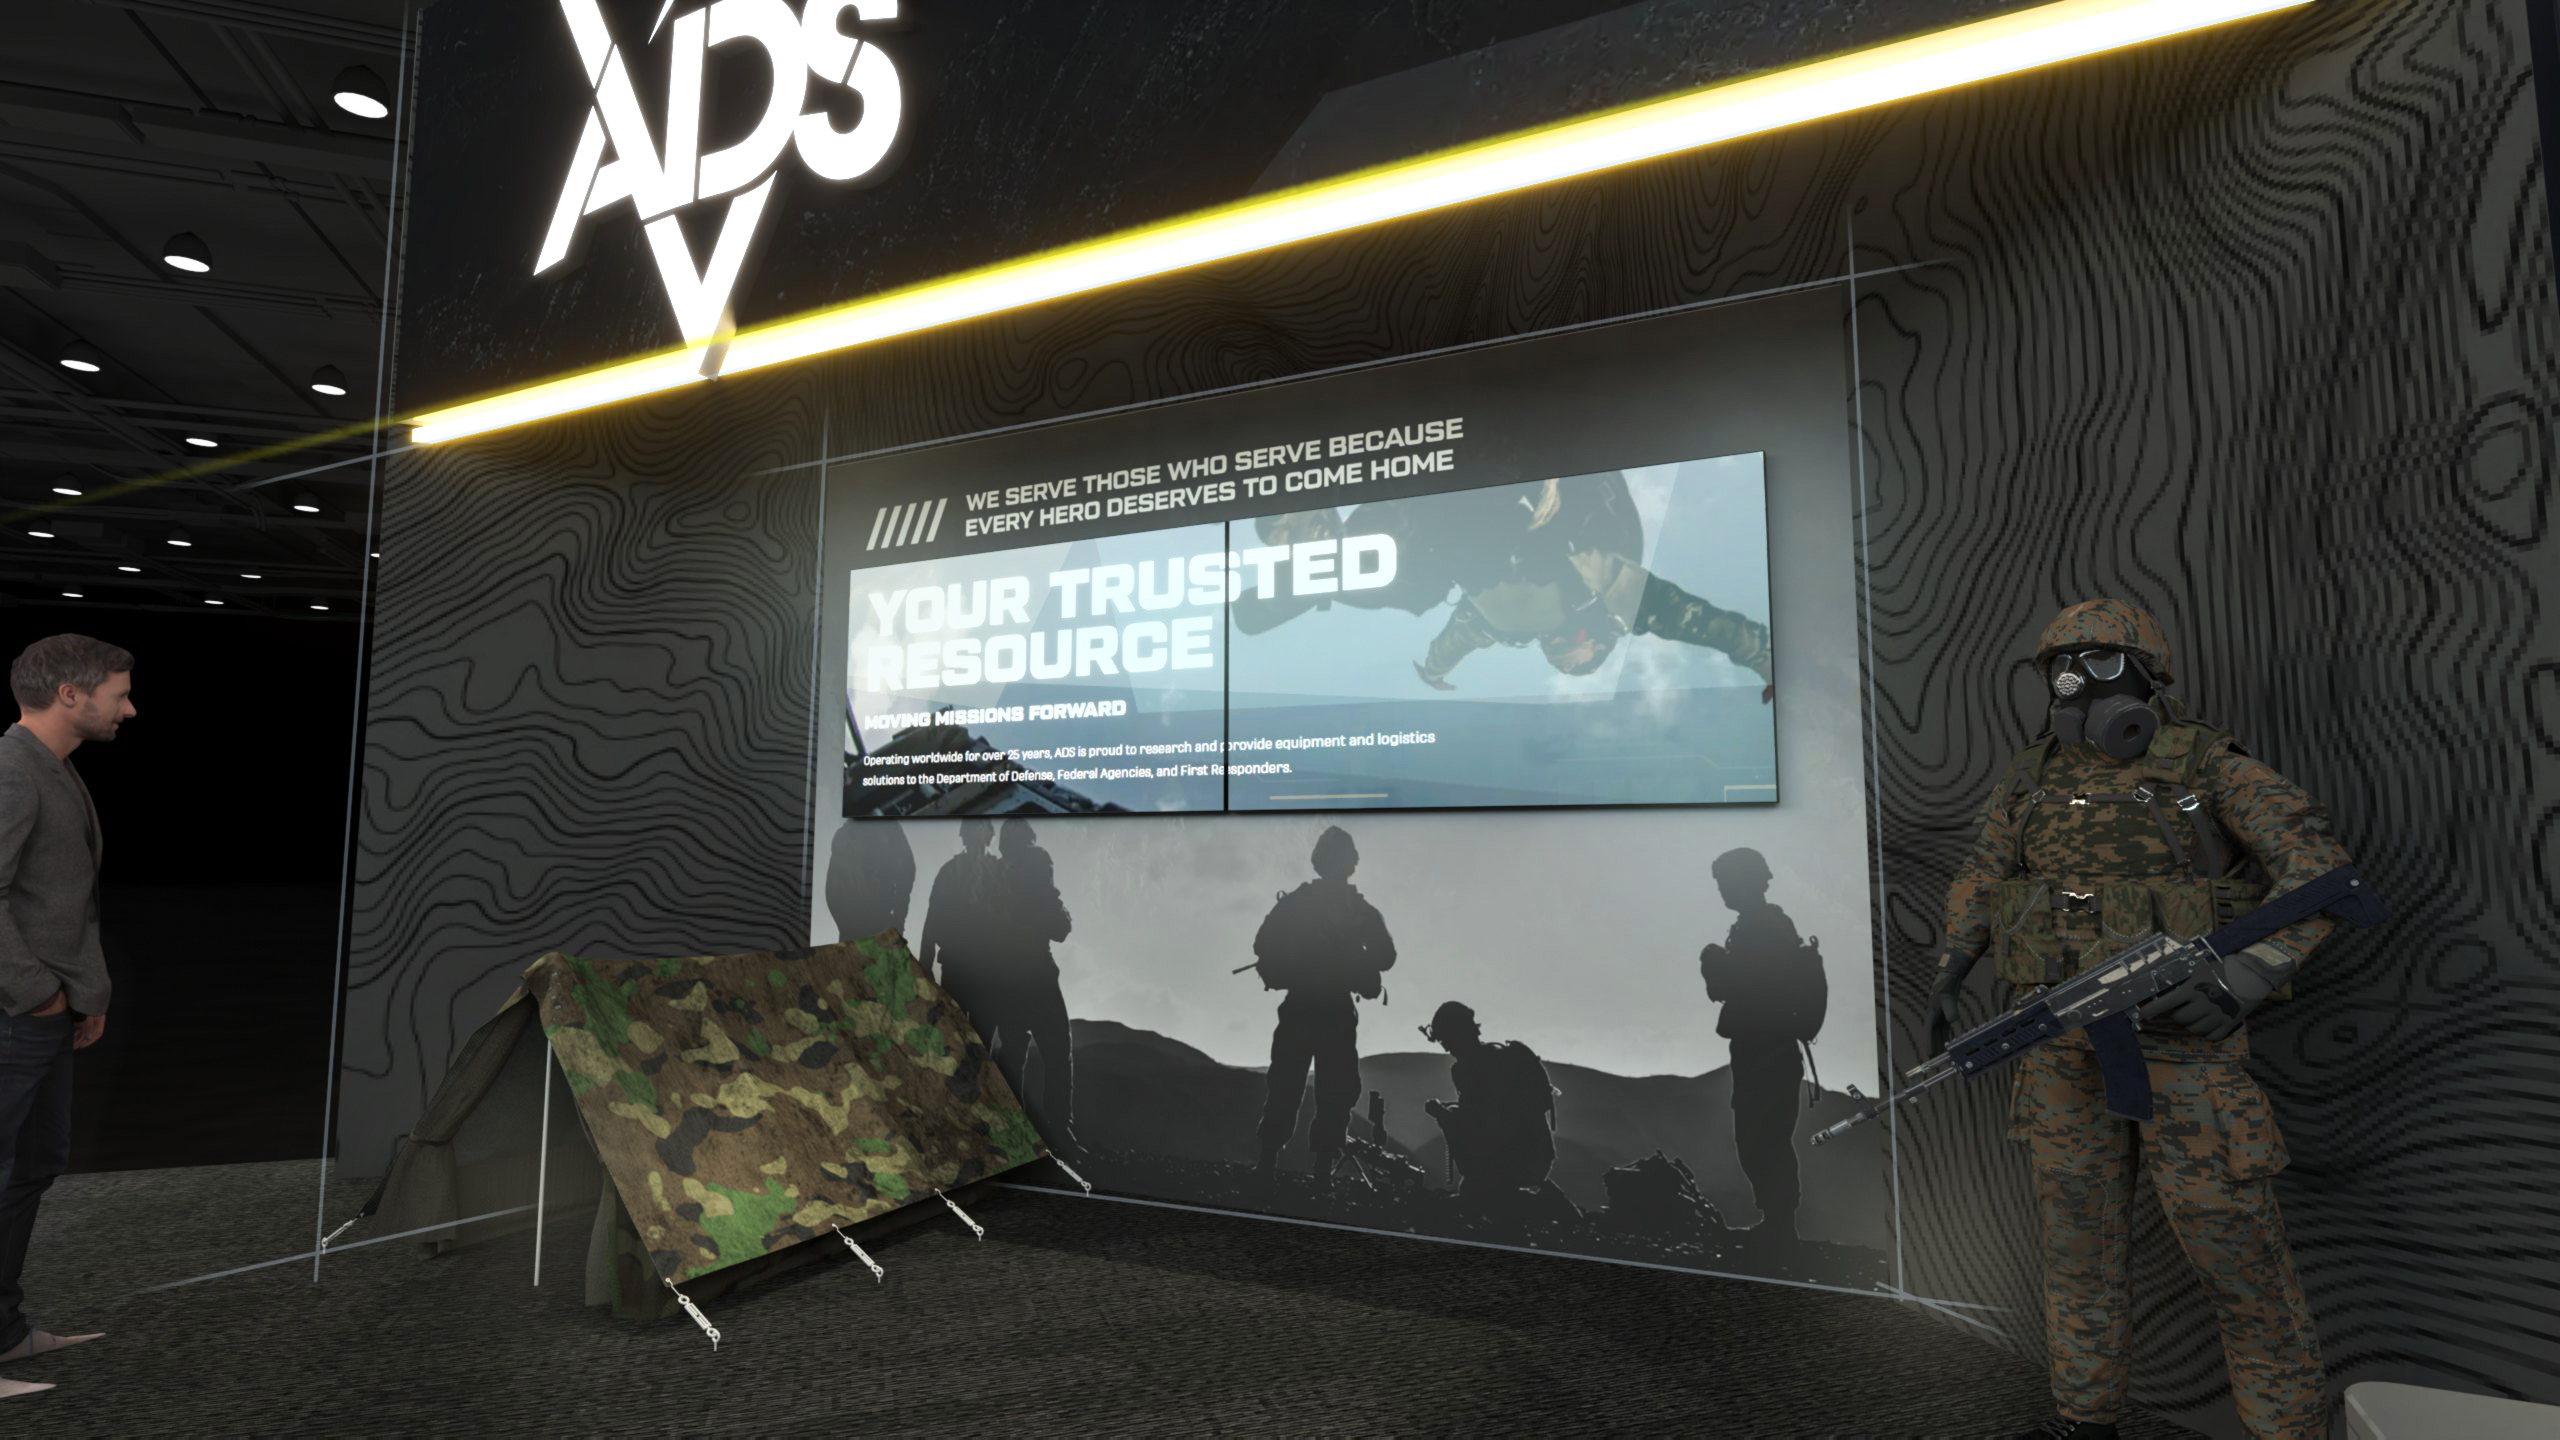 ADS
WE SERVE THOSE WHO SERVE BECAUSE
EVERY HERO DESERVES TO COME HOME
YOUR TRUSTED
RESOURCE
MOVING MISSIONS FORWARD
Operating worldwide for over 25 years, ADS is proud to research and provide equipment and logistics
solutions to the Department of Defense, Federal Agencies, and First Responders.